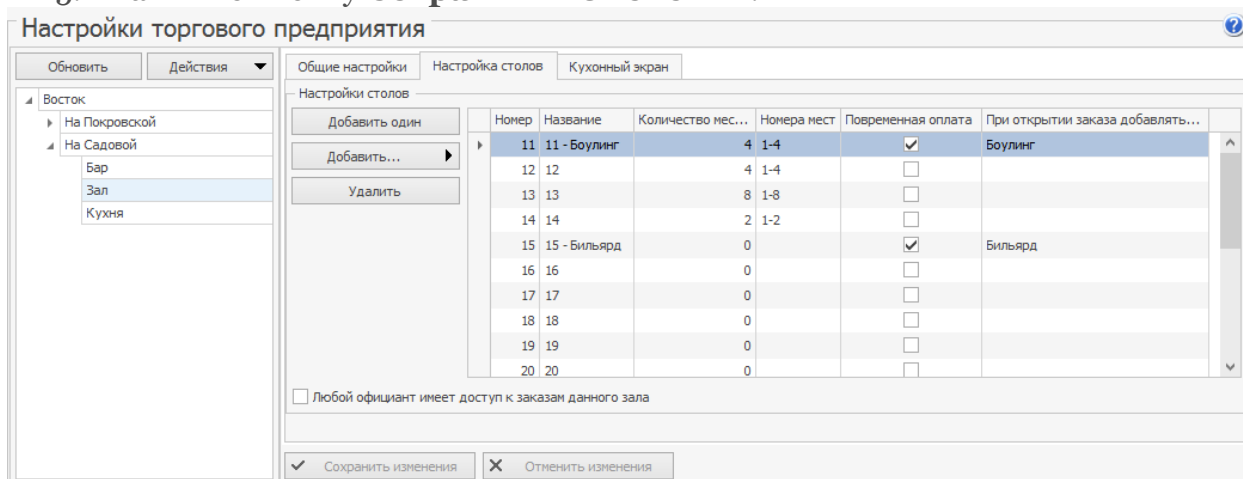 Настройки торгового предприятия
Обновить Действия
Общие настройки Настройка столов Кухонный экран
Восток
На Покровской
На Садовой
Бар
Зал
Кухня
Настройки столов
Добавить один
Добавить...
Удалить
Номер Название Количество мес... Номера мест Повременная оплата При открытии заказа добавлять...
11 11 - Боулинг 4 1-4 Боулинг
12 12 4 1-4
13 13 8 1-8
14 14 2 1-2
15 15 - Бильярд 0 Бильярд
16 16 0
17 17 0
18 18 0
19 19 0
20 20 0
Любой официант имеет доступ к заказам данного зала
Сохранить изменения Отменить изменения